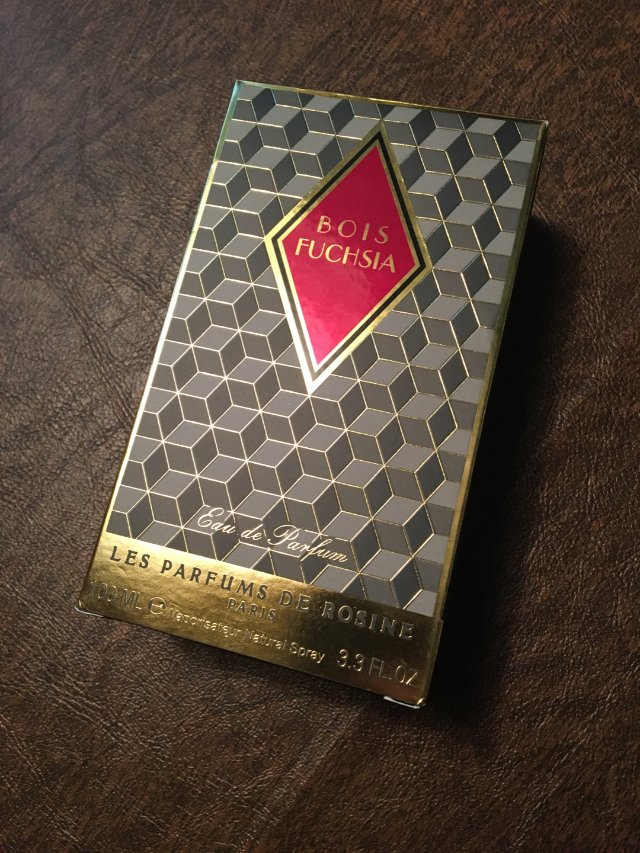 BOIS
FUCHSIA
Eau de Parfum
LES PARFUMS DE ROSINE
PARIS
100 ML ℮ Vaporisateur Natural Spray 3.3 FL.OZ